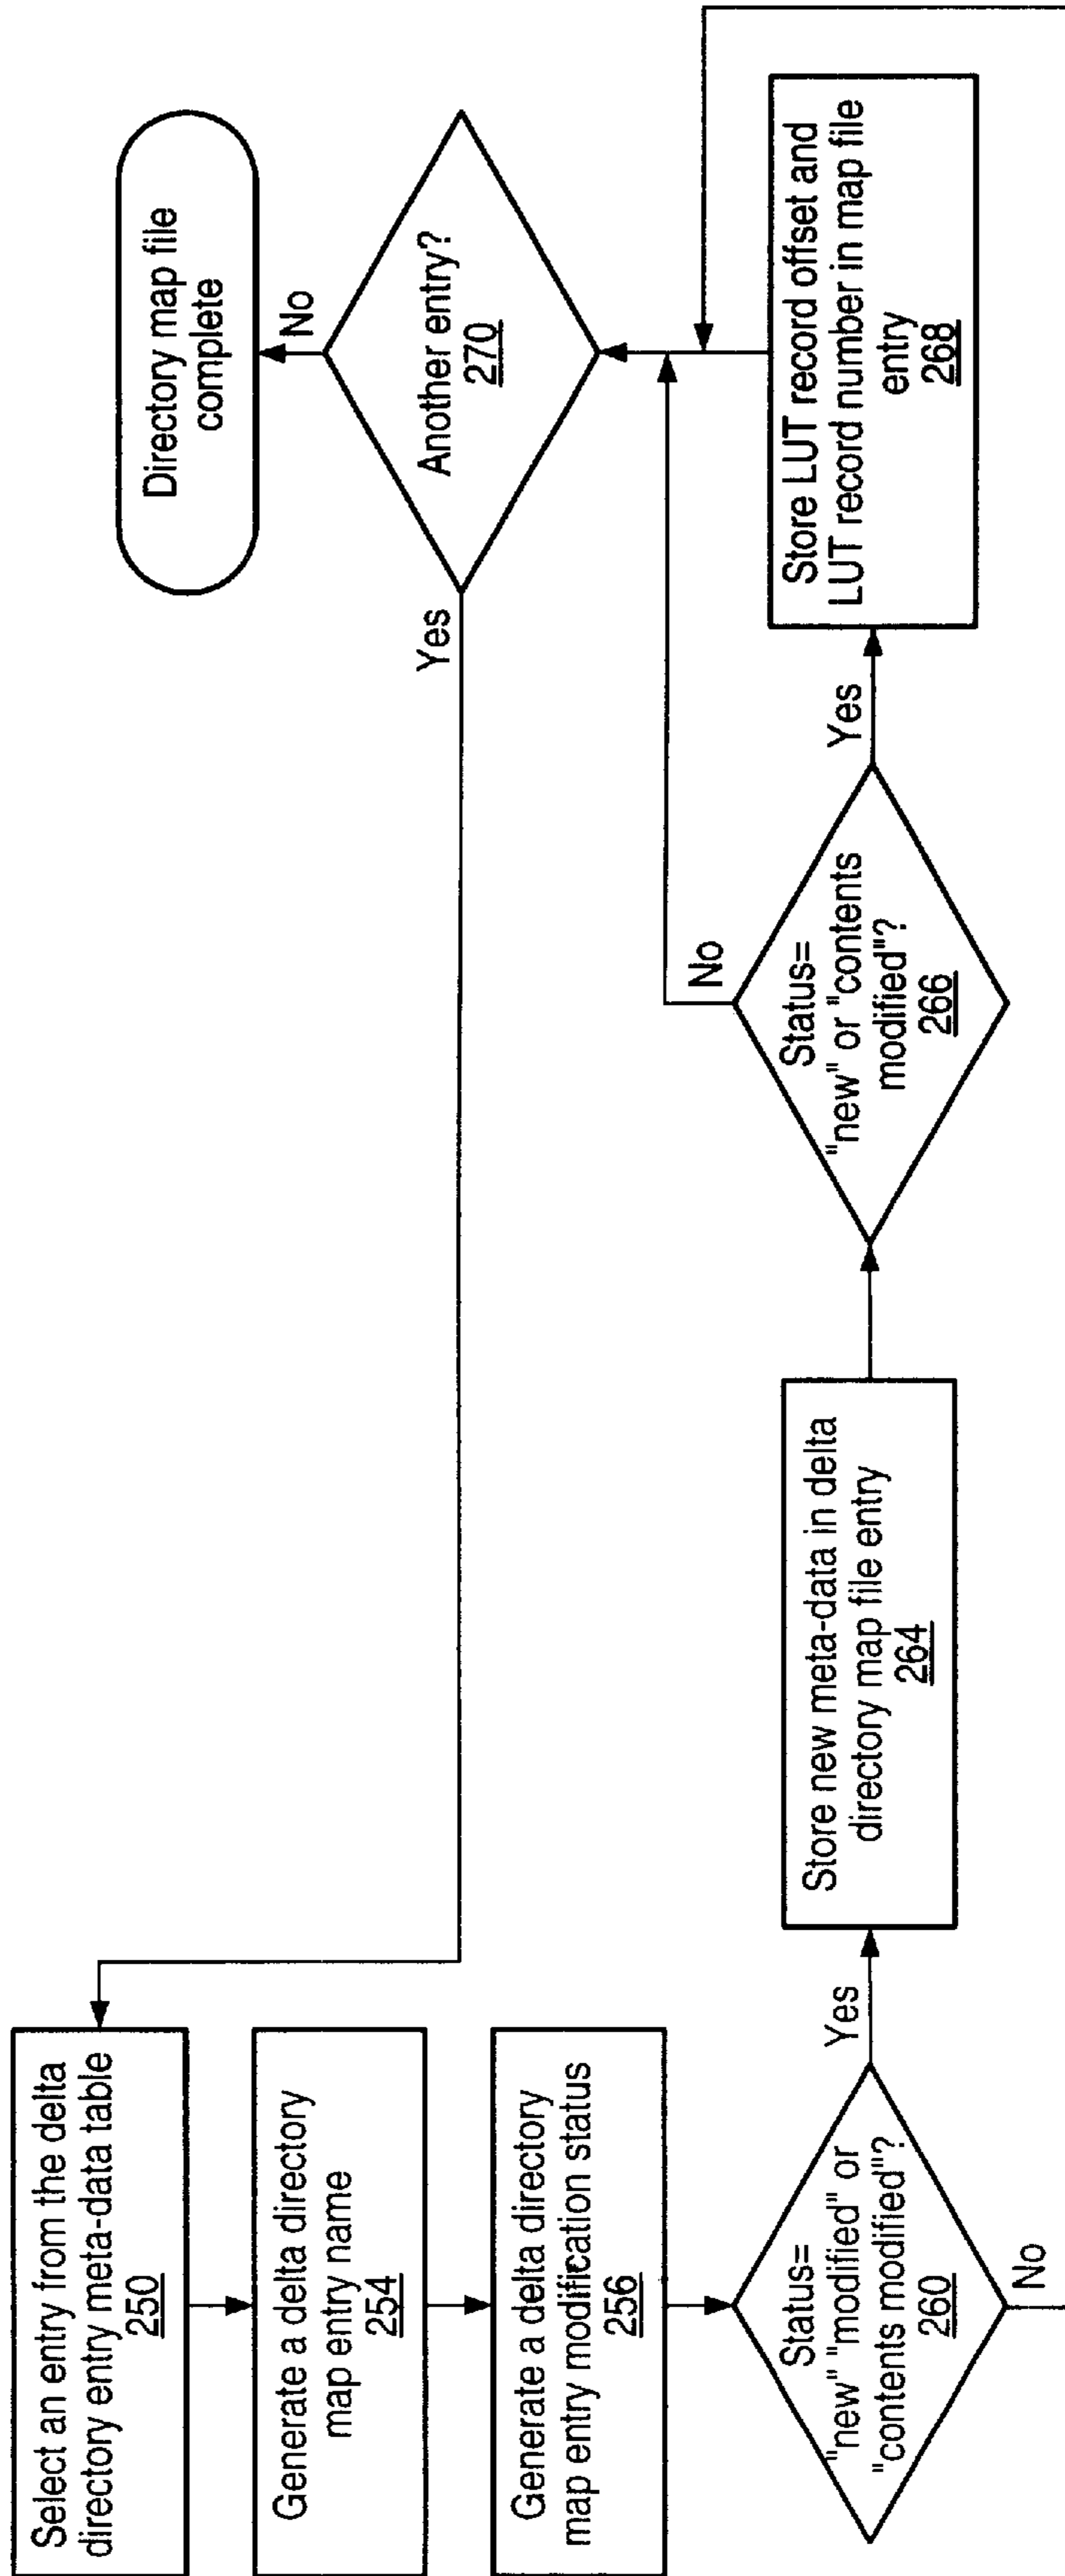 Select an entry from the delta
directory entry meta-data table
250
Generate a delta directory
map entry name
254
Generate a delta directory
map entry modification status
256
Status=
"new" "modified" or
"contents modified"?
260
Yes
No
Store new meta-data in delta
directory map file entry
264
Status=
"new" or "contents
modified"?
266
No
Yes
Store LUT record offset and
LUT record number in map file
entry
268
Another entry?
270
Yes
No
Directory map file
complete